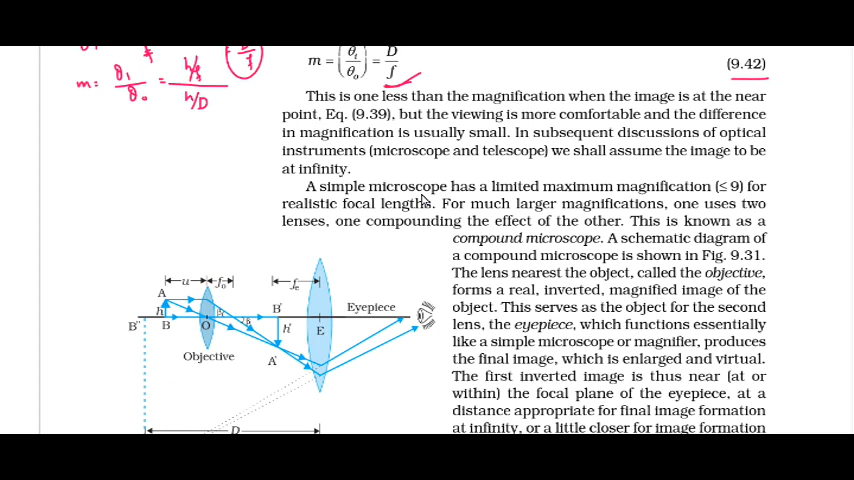 m = θ₁/θ₀ = h/f / h/D
m = (θᵢ/θₒ) = D/f (9.42)
This is one less than the magnification when the image is at the near
point, Eq. (9.39), but the viewing is more comfortable and the difference
in magnification is usually small. In subsequent discussions of optical
instruments (microscope and telescope) we shall assume the image to be
at infinity.
A simple microscope has a limited maximum magnification (≤ 9) for
realistic focal lengths. For much larger magnifications, one uses two
lenses, one compounding the effect of the other. This is known as a
compound microscope. A schematic diagram of
a compound microscope is shown in Fig. 9.31.
The lens nearest the object, called the objective,
forms a real, inverted, magnified image of the
object. This serves as the object for the second
lens, the eyepiece, which functions essentially
like a simple microscope or magnifier, produces
the final image, which is enlarged and virtual.
The first inverted image is thus near (at or
within) the focal plane of the eyepiece, at a
distance appropriate for final image formation
at infinity, or a little closer for image formation
u fₒ fₑ
A B' Eyepiece
h β β
B" B O h' E
Objective A'
D